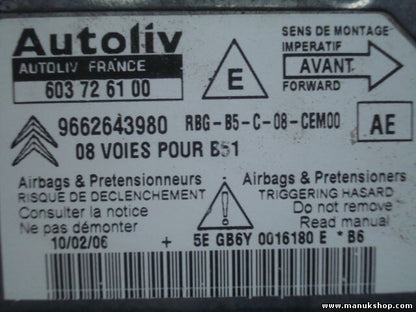 Autoliv
AUTOLIV FRANCE
603 72 61 00
E
SENS DE MONTAGE
IMPERATIF
AVANT
FORWARD
9662643980 RBG-B5-C-08-CEM00 AE
08 VOIES POUR B51
Airbags & Pretensionneurs
RISQUE DE DECLENCHEMENT
Consulter la notice
Ne pas démonter
Airbags & Pretensioners
TRIGGERING HASARD
Do not remove
Read manual
10/02/06 + 5E GB6Y 0016180 E * B6
www.manukshop.com